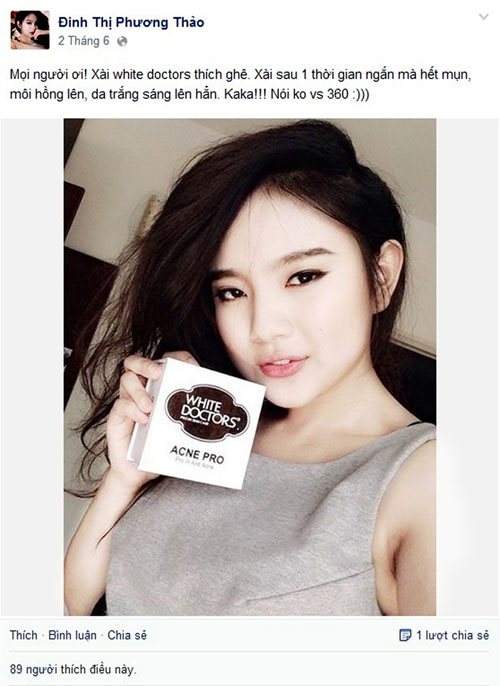 Đinh Thị Phương Thảo
2 Tháng 6
Mọi người ơi! Xài white doctors thích ghê. Xài sau 1 thời gian ngắn mà hết mụn,
môi hồng lên, da trắng sáng lên hẳn. Kaka!!! Nói ko vs 360 :)))
WHITE
DOCTORS
ACNE PRO
Thích · Bình luận · Chia sẻ
1 lượt chia sẻ
89 người thích điều này.